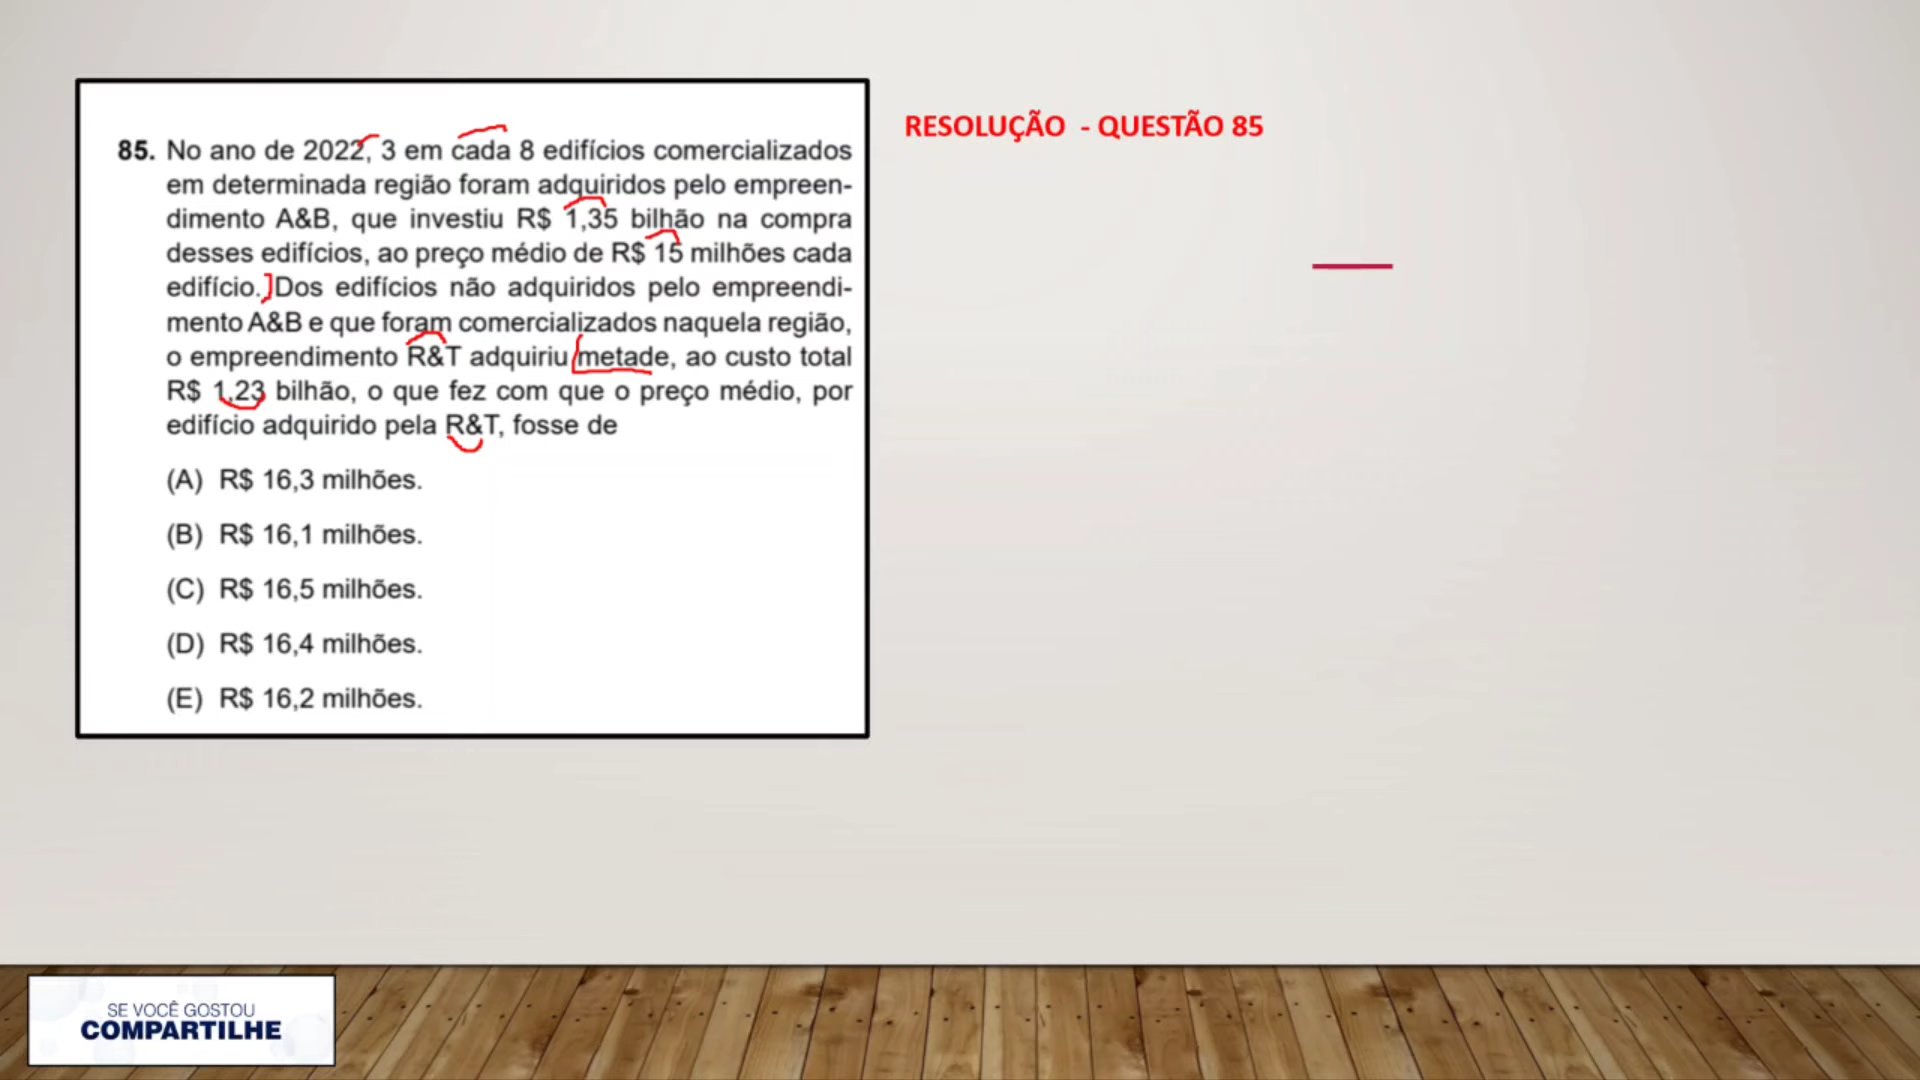 85. No ano de 2022, 3 em cada 8 edifícios comercializados
em determinada região foram adquiridos pelo empreen-
dimento A&B, que investiu R$ 1,35 bilhão na compra
desses edifícios, ao preço médio de R$ 15 milhões cada
edifício. Dos edifícios não adquiridos pelo empreendi-
mento A&B e que foram comercializados naquela região,
o empreendimento R&T adquiriu metade, ao custo total
R$ 1,23 bilhão, o que fez com que o preço médio, por
edifício adquirido pela R&T, fosse de
(A) R$ 16,3 milhões.
(B) R$ 16,1 milhões.
(C) R$ 16,5 milhões.
(D) R$ 16,4 milhões.
(E) R$ 16,2 milhões.
RESOLUÇÃO - QUESTÃO 85
SE VOCÊ GOSTOU
COMPARTILHE